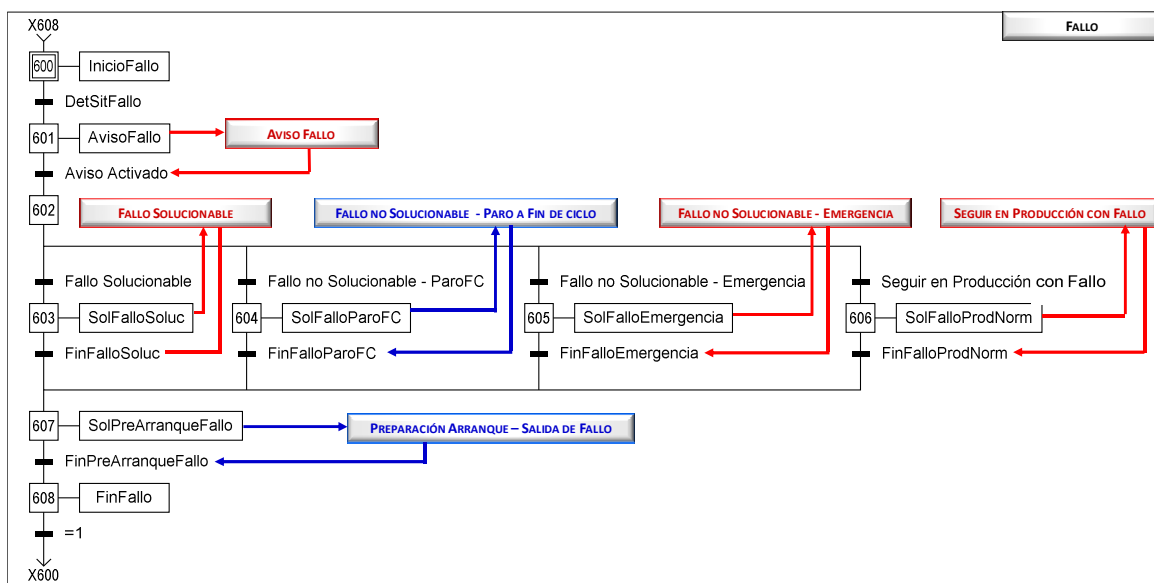 X608
FALLO
600 InicioFallo
DetSitFallo
601 AvisoFallo AVISO FALLO
Aviso Activado
602 FALLO SOLUCIONABLE FALLO NO SOLUCIONABLE - PARO A FIN DE CICLO FALLO NO SOLUCIONABLE - EMERGENCIA SEGUIR EN PRODUCCIÓN CON FALLO
Fallo Solucionable Fallo no Solucionable - ParoFC Fallo no Solucionable - Emergencia Seguir en Producción con Fallo
603 SolFalloSoluc 604 SolFalloParoFC 605 SolFalloEmergencia 606 SolFalloProdNorm
FinFalloSoluc FinFalloParoFC FinFalloEmergencia FinFalloProdNorm
607 SolPreArranqueFallo PREPARACIÓN ARRANQUE – SALIDA DE FALLO
FinPreArranqueFallo
608 FinFallo
=1
X600